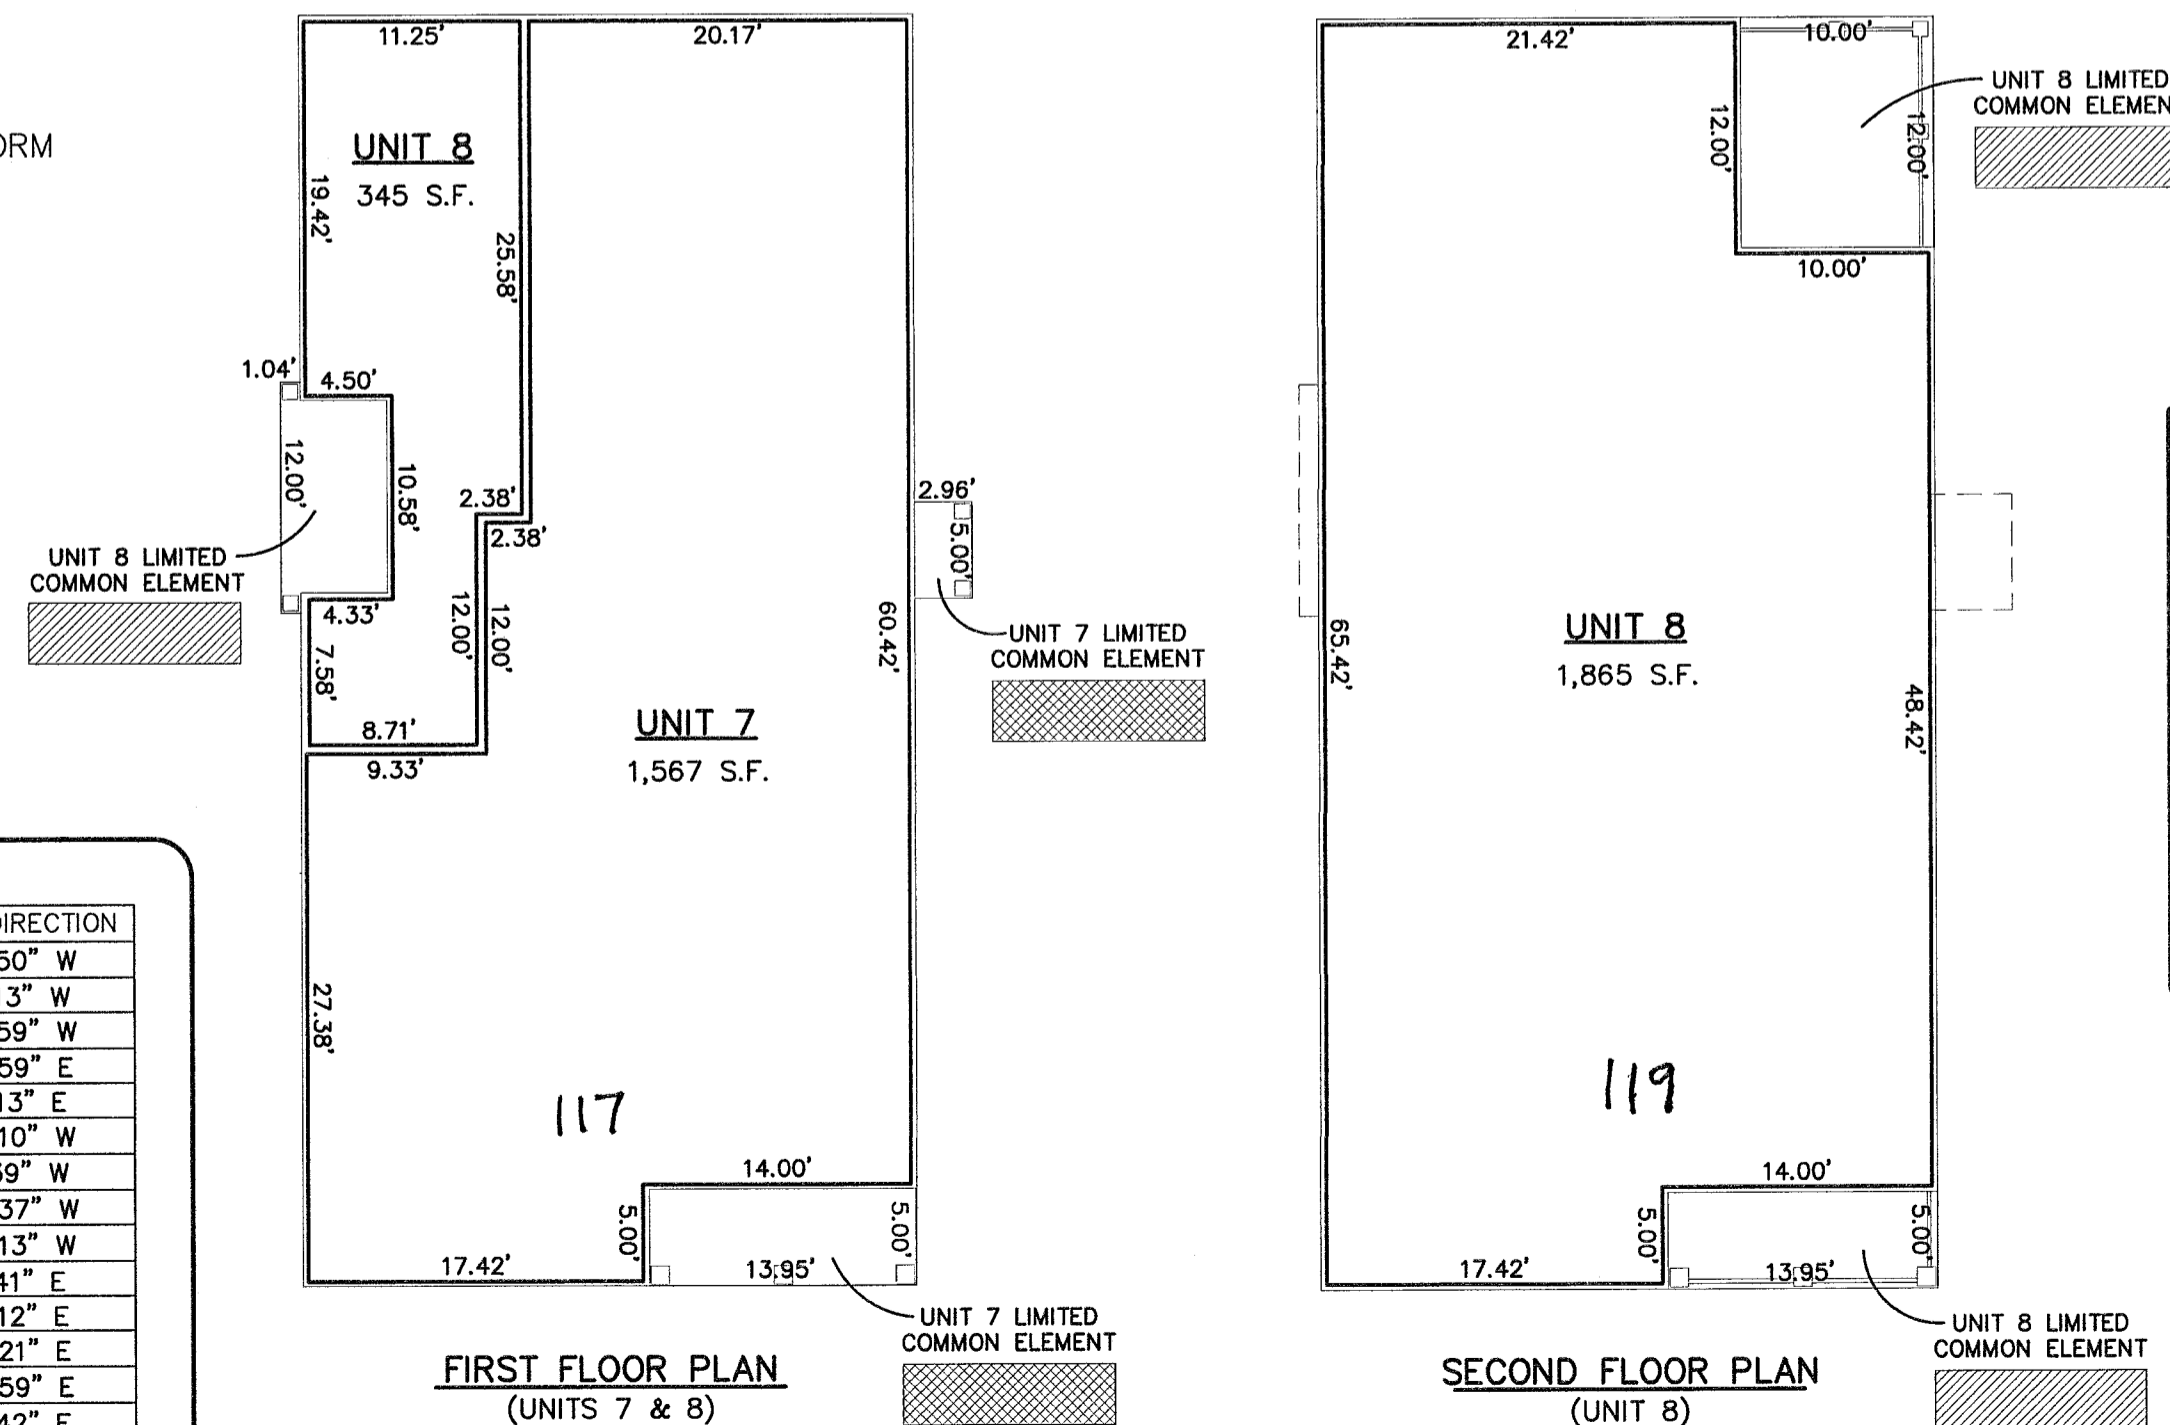 ORM
11.25'
20.17'
UNIT 8
345 S.F.
19.42'
25.58'
1.04'
4.50'
12.00'
10.58'
2.38'
2.38'
UNIT 8 LIMITED
COMMON ELEMENT
4.33'
7.58'
12.00'
12.00'
8.71'
9.33'
2.96'
5.00'
60.42'
UNIT 7 LIMITED
COMMON ELEMENT
UNIT 7
1,567 S.F.
27.38'
117
14.00'
5.00'
5.00'
17.42'
13.95'
UNIT 7 LIMITED
COMMON ELEMENT
FIRST FLOOR PLAN
(UNITS 7 & 8)
21.42'
10.00'
12.00'
12.00'
10.00'
UNIT 8 LIMITED
COMMON ELEMEN
65.42'
UNIT 8
1,865 S.F.
48.42'
119
14.00'
5.00'
5.00'
17.42'
13.95'
UNIT 8 LIMITED
COMMON ELEMENT
SECOND FLOOR PLAN
(UNIT 8)
DIRECTION
50" W
3" W
59" W
59" E
13" E
10" W
59" W
37" W
13" W
41" E
12" E
21" E
59" E
42" E